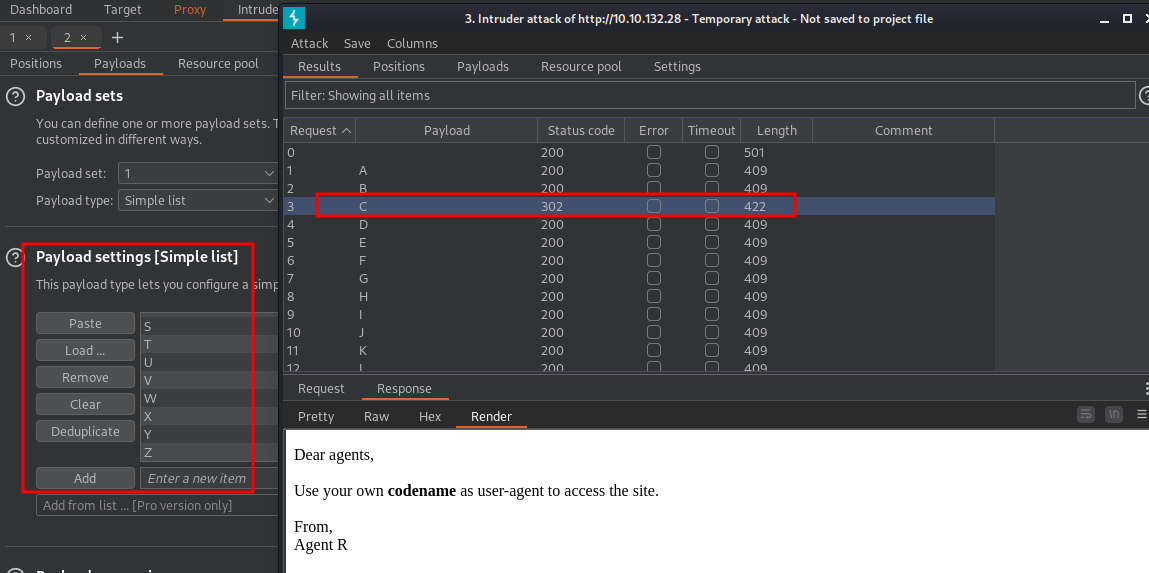 Dashboard Target Proxy Intrude
1 × 2 × +
Positions Payloads Resource pool
? Payload sets
You can define one or more payload sets. T
customized in different ways.
Payload set: 1
Payload type: Simple list
? Payload settings [Simple list]
This payload type lets you configure a simp
Paste
Load ...
Remove
Clear
Deduplicate
S
T
U
V
W
X
Y
Z
Add Enter a new item
Add from list ... [Pro version only]
3. Intruder attack of http://10.10.132.28 - Temporary attack - Not saved to project file
Attack Save Columns
Results Positions Payloads Resource pool Settings
Filter: Showing all items
Request Payload Status code Error Timeout Length Comment
0 200 501
1 A 200 409
2 B 200 409
3 C 302 422
4 D 200 409
5 E 200 409
6 F 200 409
7 G 200 409
8 H 200 409
9 I 200 409
10 J 200 409
11 K 200 409
12 L 200 409
Request Response
Pretty Raw Hex Render
\n
Dear agents,
Use your own codename as user-agent to access the site.
From,
Agent R